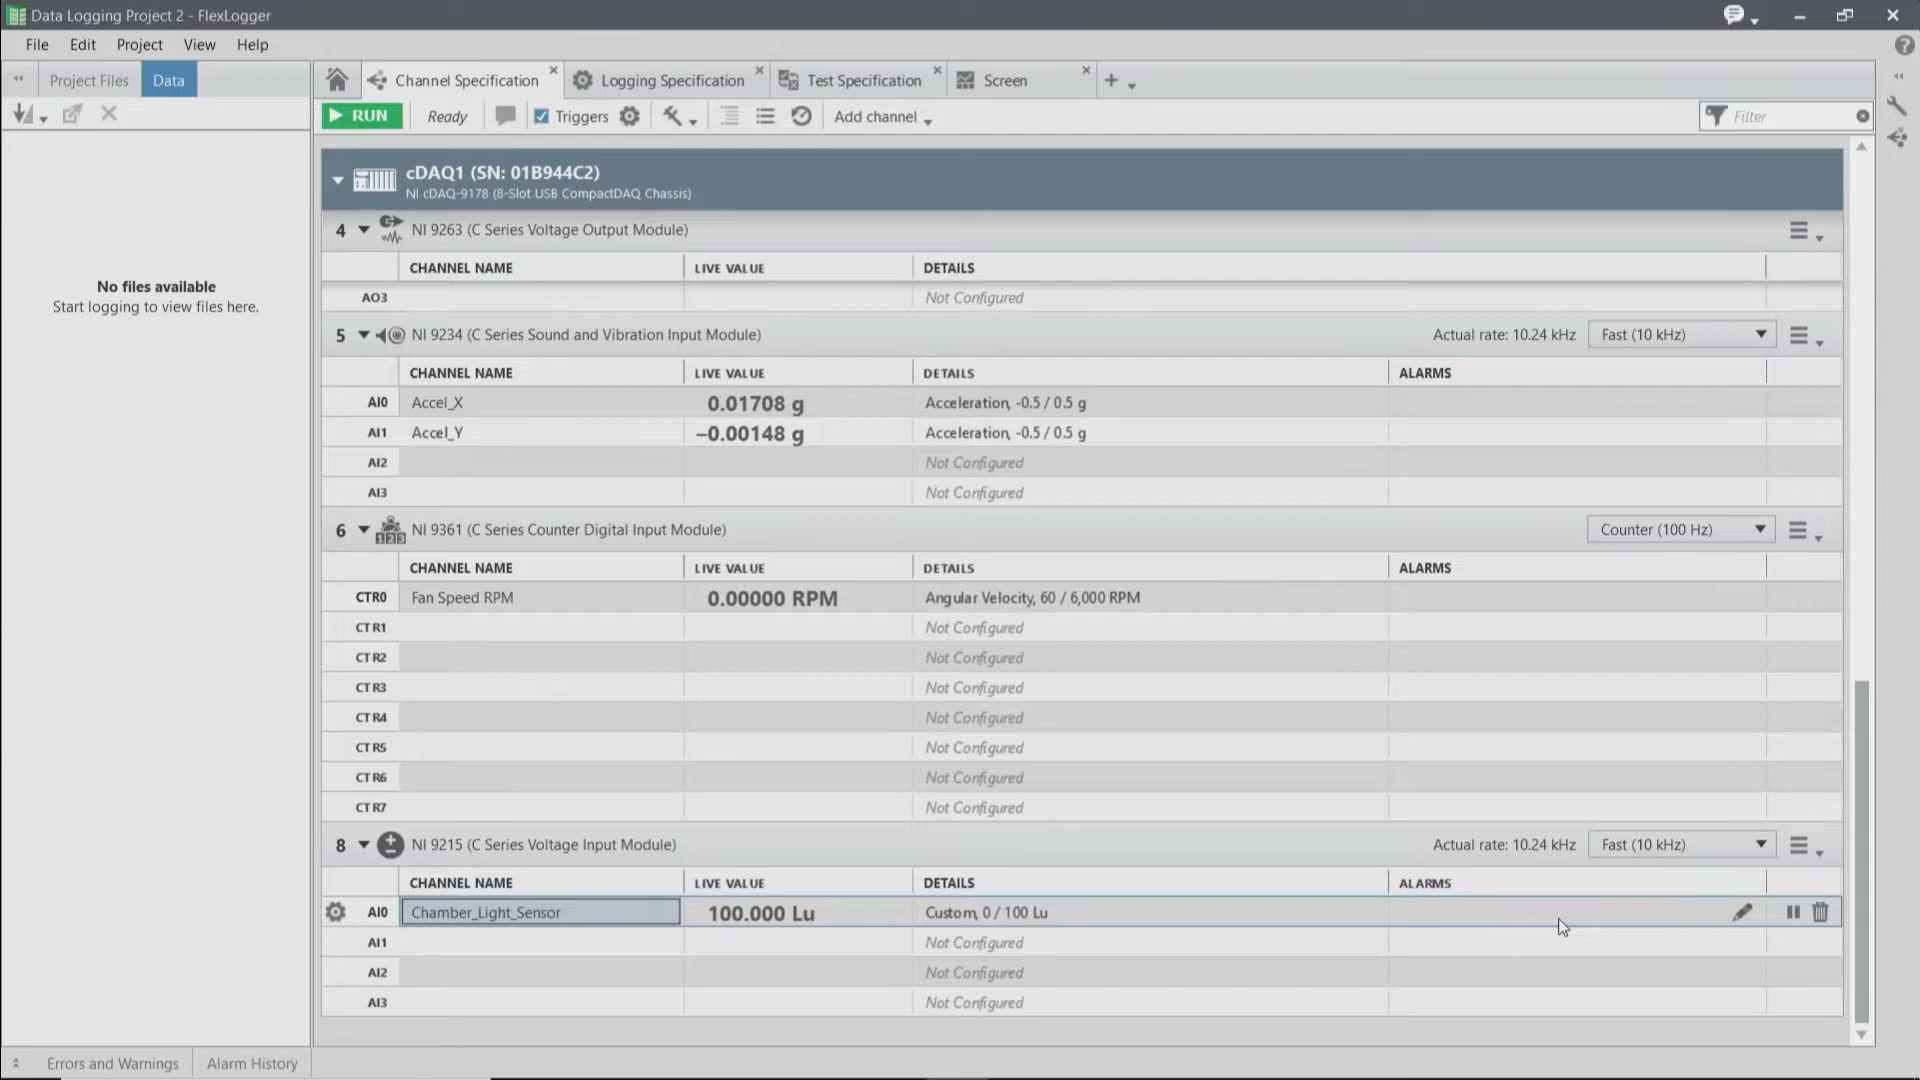 Data Logging Project 2 - FlexLogger
File Edit Project View Help
Project Files Data
Channel Specification Logging Specification Test Specification Screen
RUN Ready Triggers Add channel Filter
cDAQ1 (SN: 01B944C2)
NI cDAQ-9178 (8-Slot USB CompactDAQ Chassis)
4 NI 9263 (C Series Voltage Output Module)
CHANNEL NAME LIVE VALUE DETAILS
AO3 Not Configured
No files available
Start logging to view files here.
5 NI 9234 (C Series Sound and Vibration Input Module) Actual rate: 10.24 kHz Fast (10 kHz)
CHANNEL NAME LIVE VALUE DETAILS ALARMS
AI0 Accel_X 0.01708 g Acceleration, -0.5 / 0.5 g
AI1 Accel_Y −0.00148 g Acceleration, -0.5 / 0.5 g
AI2 Not Configured
AI3 Not Configured
6 NI 9361 (C Series Counter Digital Input Module) Counter (100 Hz)
CHANNEL NAME LIVE VALUE DETAILS ALARMS
CTR0 Fan Speed RPM 0.00000 RPM Angular Velocity, 60 / 6,000 RPM
CTR1 Not Configured
CTR2 Not Configured
CTR3 Not Configured
CTR4 Not Configured
CTR5 Not Configured
CTR6 Not Configured
CTR7 Not Configured
8 NI 9215 (C Series Voltage Input Module) Actual rate: 10.24 kHz Fast (10 kHz)
CHANNEL NAME LIVE VALUE DETAILS ALARMS
AI0 Chamber_Light_Sensor 100.000 Lu Custom, 0 / 100 Lu
AI1 Not Configured
AI2 Not Configured
AI3 Not Configured
Errors and Warnings Alarm History